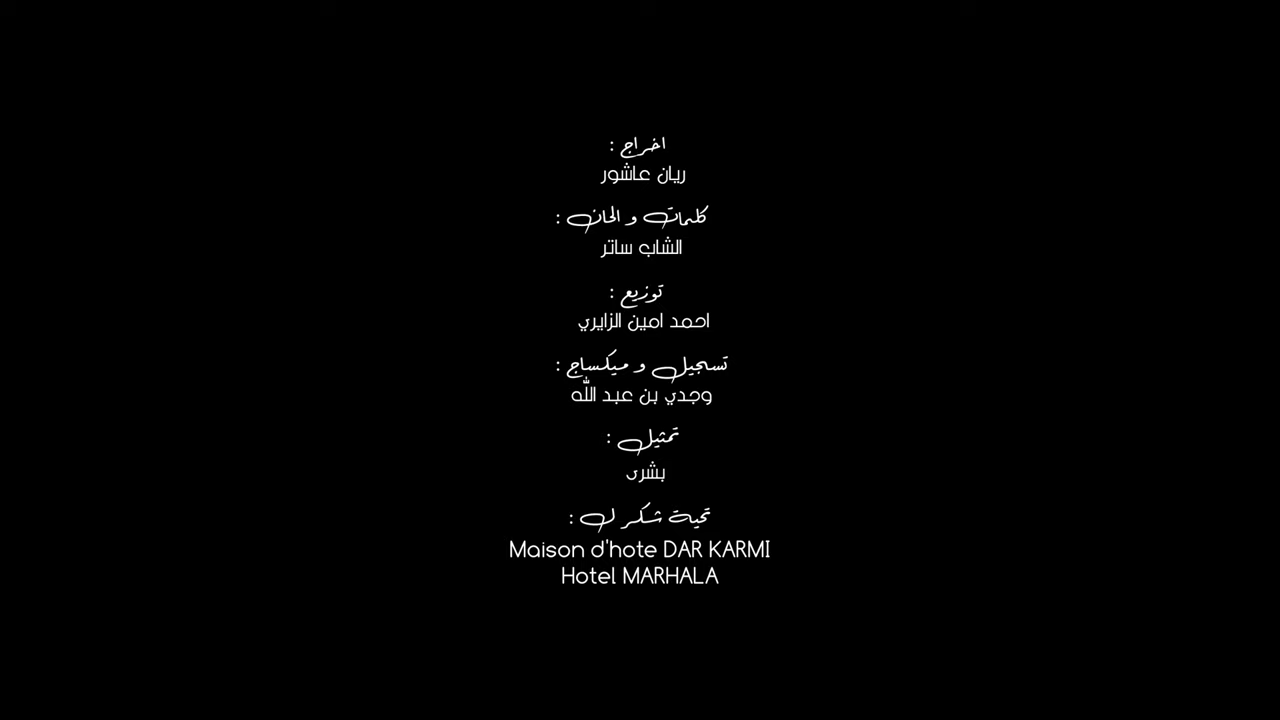 اخراج :
ريان عاشور
كلمات و الحان :
الشاب ساتر
توزيع :
احمد امين الزايري
تسجيل و ميكساج :
وجدي بن عبد الله
تمثيل :
بشرى
تحية شكر ل :
Maison d'hote DAR KARMI
Hotel MARHALA